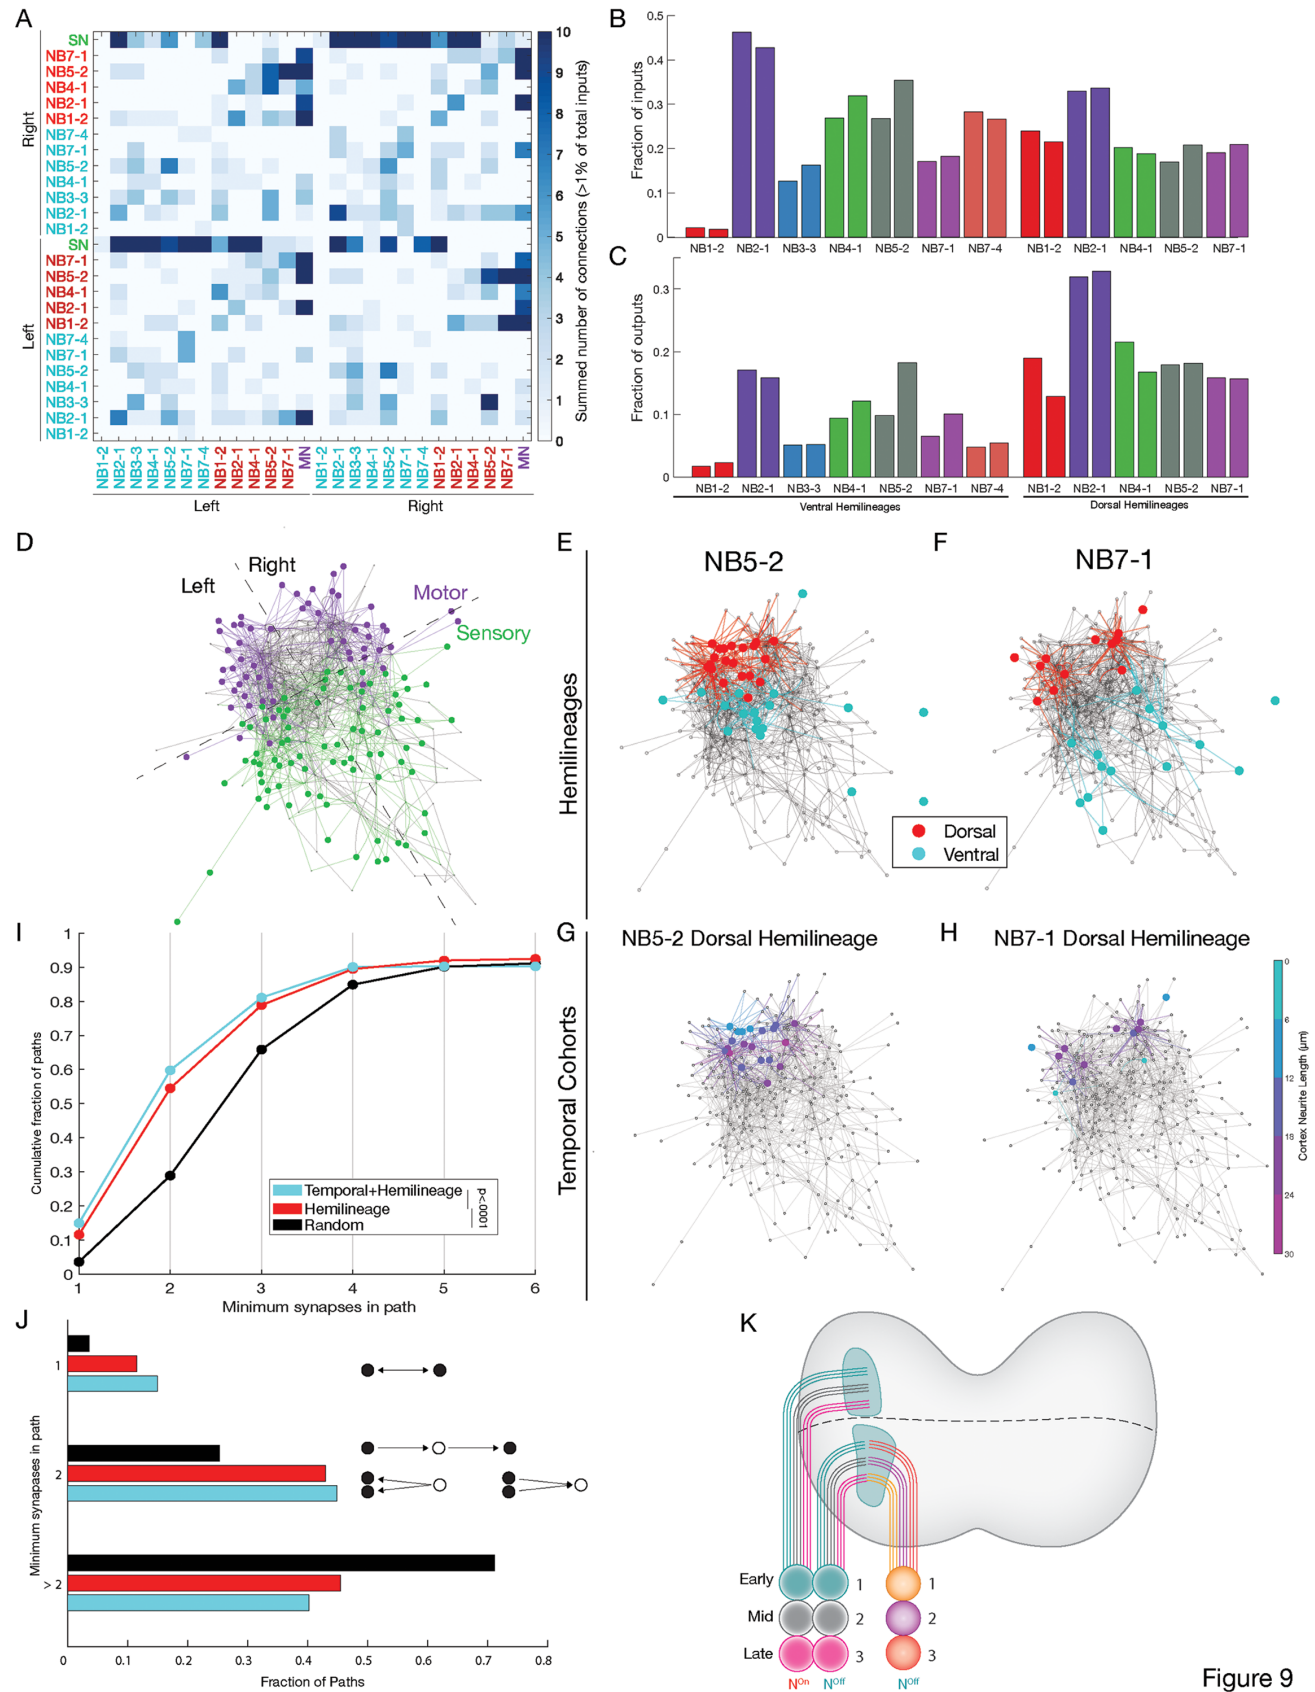 A
SN
NB7-1
NB5-2
NB4-1
NB2-1
NB1-2
NB7-4
NB7-1
NB5-2
NB4-1
NB3-3
NB2-1
NB1-2
Right
SN
NB7-1
NB5-2
NB4-1
NB2-1
NB1-2
NB7-4
NB7-1
NB5-2
NB4-1
NB3-3
NB2-1
NB1-2
Left
NB1-2 NB2-1 NB3-3 NB4-1 NB5-2 NB7-1 NB7-4 NB1-2 NB2-1 NB4-1 NB5-2 NB7-1 MN NB1-2 NB2-1 NB3-3 NB4-1 NB5-2 NB7-1 NB7-4 NB1-2 NB2-1 NB4-1 NB5-2 NB7-1 MN
Left Right
10
9
8
7
6
5
4
3
2
1
0
Summed number of connections (>1% of total inputs)
B
0.5
0.4
0.3
0.2
0.1
0
Fraction of inputs
NB1-2 NB2-1 NB3-3 NB4-1 NB5-2 NB7-1 NB7-4 NB1-2 NB2-1 NB4-1 NB5-2 NB7-1
C
0.3
0.2
0.1
0
Fraction of outputs
NB1-2 NB2-1 NB3-3 NB4-1 NB5-2 NB7-1 NB7-4 NB1-2 NB2-1 NB4-1 NB5-2 NB7-1
Ventral Hemilineages Dorsal Hemilineages
D
Left Right
Motor
Sensory
Hemilineages
E
NB5-2
F
NB7-1
Dorsal
Ventral
I
1
0.9
0.8
0.7
0.6
0.5
0.4
0.3
0.2
0.1
0
Cumulative fraction of paths
1 2 3 4 5 6
Minimum synapses in path
Temporal+Hemilineage
Hemilineage
Random
P<.0001
Temporal Cohorts
G
NB5-2 Dorsal Hemilineage
H
NB7-1 Dorsal Hemilineage
0
6
12
18
24
30
Cortex Neurite Length (µm)
J
1
2
> 2
Minimum synapases in path
0 0.1 0.2 0.3 0.4 0.5 0.6 0.7 0.8
Fraction of Paths
K
Early 1 1
Mid 2 2
Late 3 3
NOn NOff NOff
Figure 9